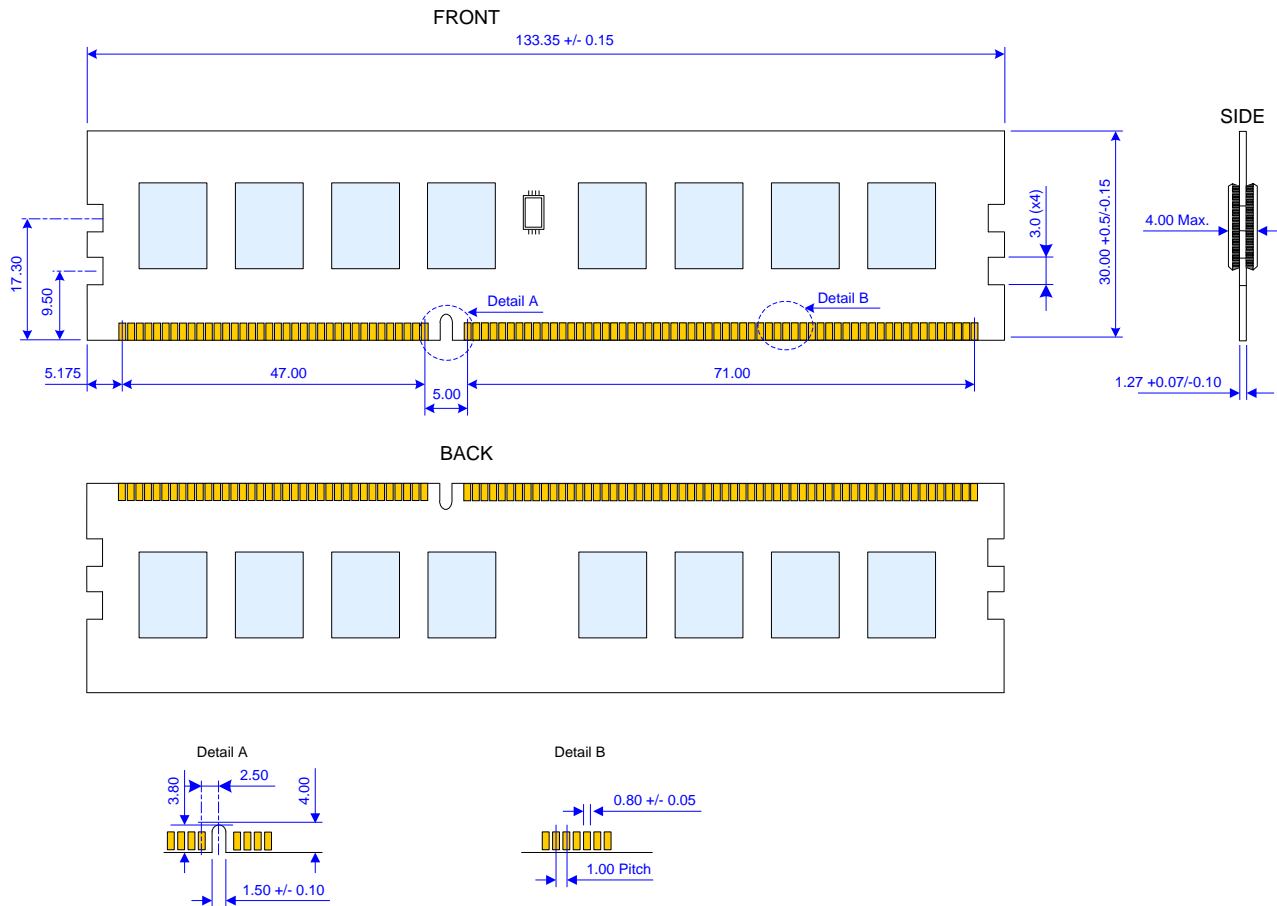 FRONT
133.35 +/- 0.15
SIDE
17.30
9.50
3.0 (x4)
30.00 +0.5/-0.15
4.00 Max.
Detail A
Detail B
5.175
47.00
5.00
71.00
1.27 +0.07/-0.10
BACK
Detail A
3.80
2.50
4.00
1.50 +/- 0.10
Detail B
0.80 +/- 0.05
1.00 Pitch